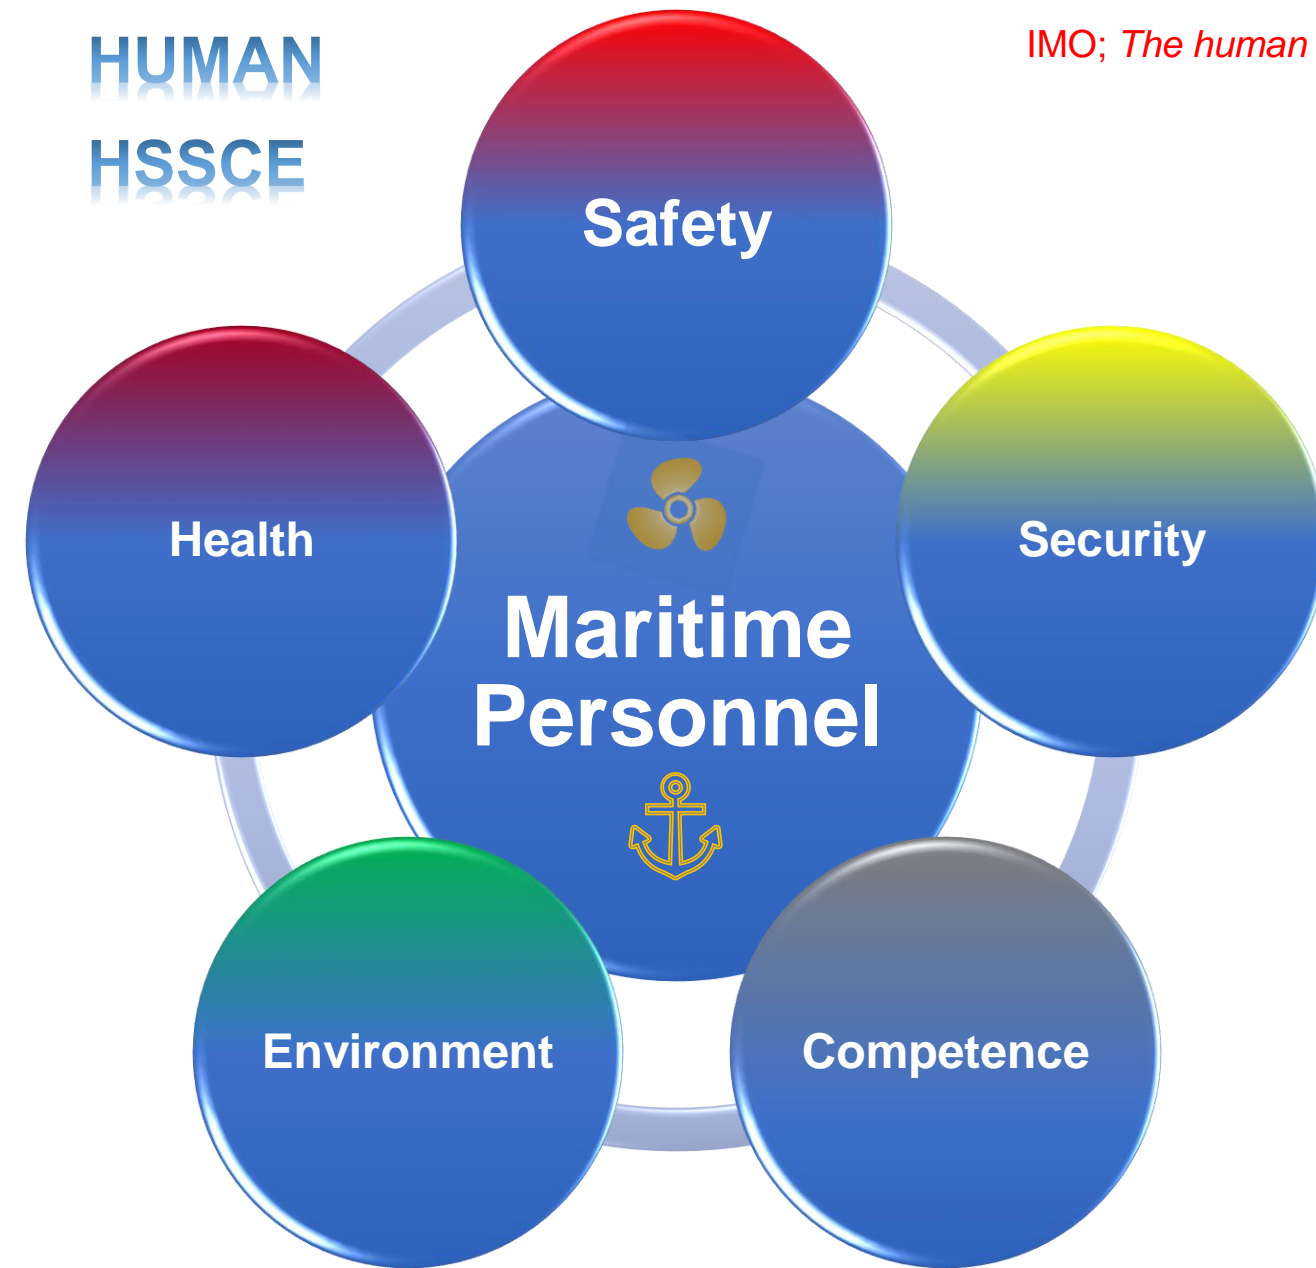 HUMAN
IMO; The human
HSSCE
Safety
Health
Security
Maritime
Personnel
Environment
Competence